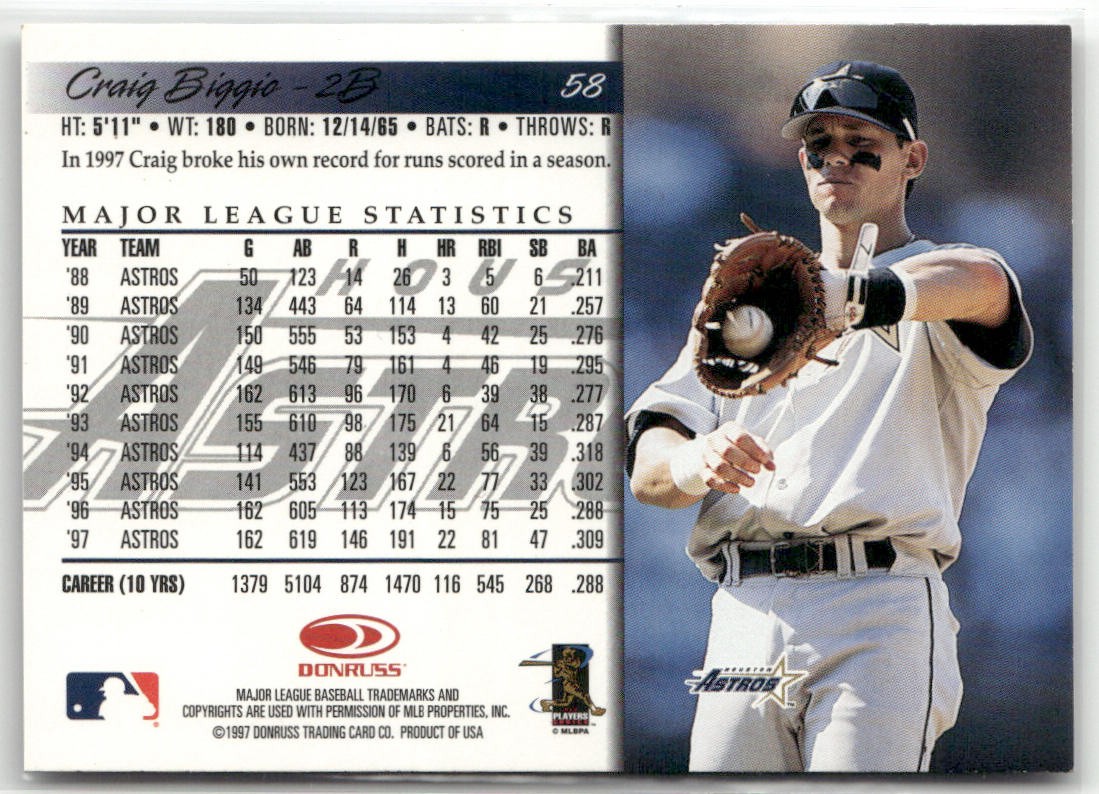 Craig Biggio - 2B 58
HT: 5'11" • WT: 180 • BORN: 12/14/65 • BATS: R • THROWS: R
In 1997 Craig broke his own record for runs scored in a season.
MAJOR LEAGUE STATISTICS
YEAR TEAM G AB R H HR RBI SB BA
'88 ASTROS 50 123 14 26 3 5 6 .211
'89 ASTROS 134 443 64 114 13 60 21 .257
'90 ASTROS 150 555 53 153 4 42 25 .276
'91 ASTROS 149 546 79 161 4 46 19 .295
'92 ASTROS 162 613 96 170 6 39 38 .277
'93 ASTROS 155 610 98 175 21 64 15 .287
'94 ASTROS 114 437 88 139 6 56 39 .318
'95 ASTROS 141 553 123 167 22 77 33 .302
'96 ASTROS 162 605 113 174 15 75 25 .288
'97 ASTROS 162 619 146 191 22 81 47 .309
CAREER (10 YRS) 1379 5104 874 1470 116 545 268 .288
HOUS
ASTR
DONRUSS
MAJOR LEAGUE BASEBALL TRADEMARKS AND
COPYRIGHTS ARE USED WITH PERMISSION OF MLB PROPERTIES, INC.
©1997 DONRUSS TRADING CARD CO. PRODUCT OF USA
PLAYERS
CHOICE
© MLBPA
HOUSTON
ASTROS